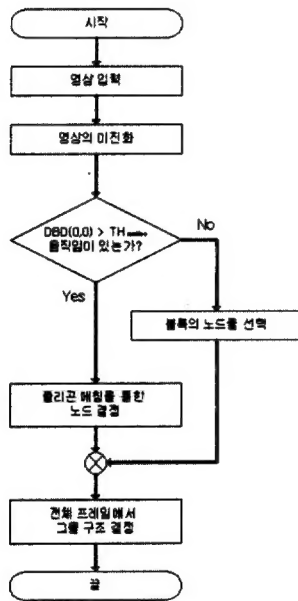 시작
영상 입력
영상의 이진화
DBD(0,0) > TH
움직임이 있는가?
No
Yes
블록의 노드를 선택
폴리곤 매칭을 통한
노드 결정
전체 프레임에서
그물 구조 결정
끝